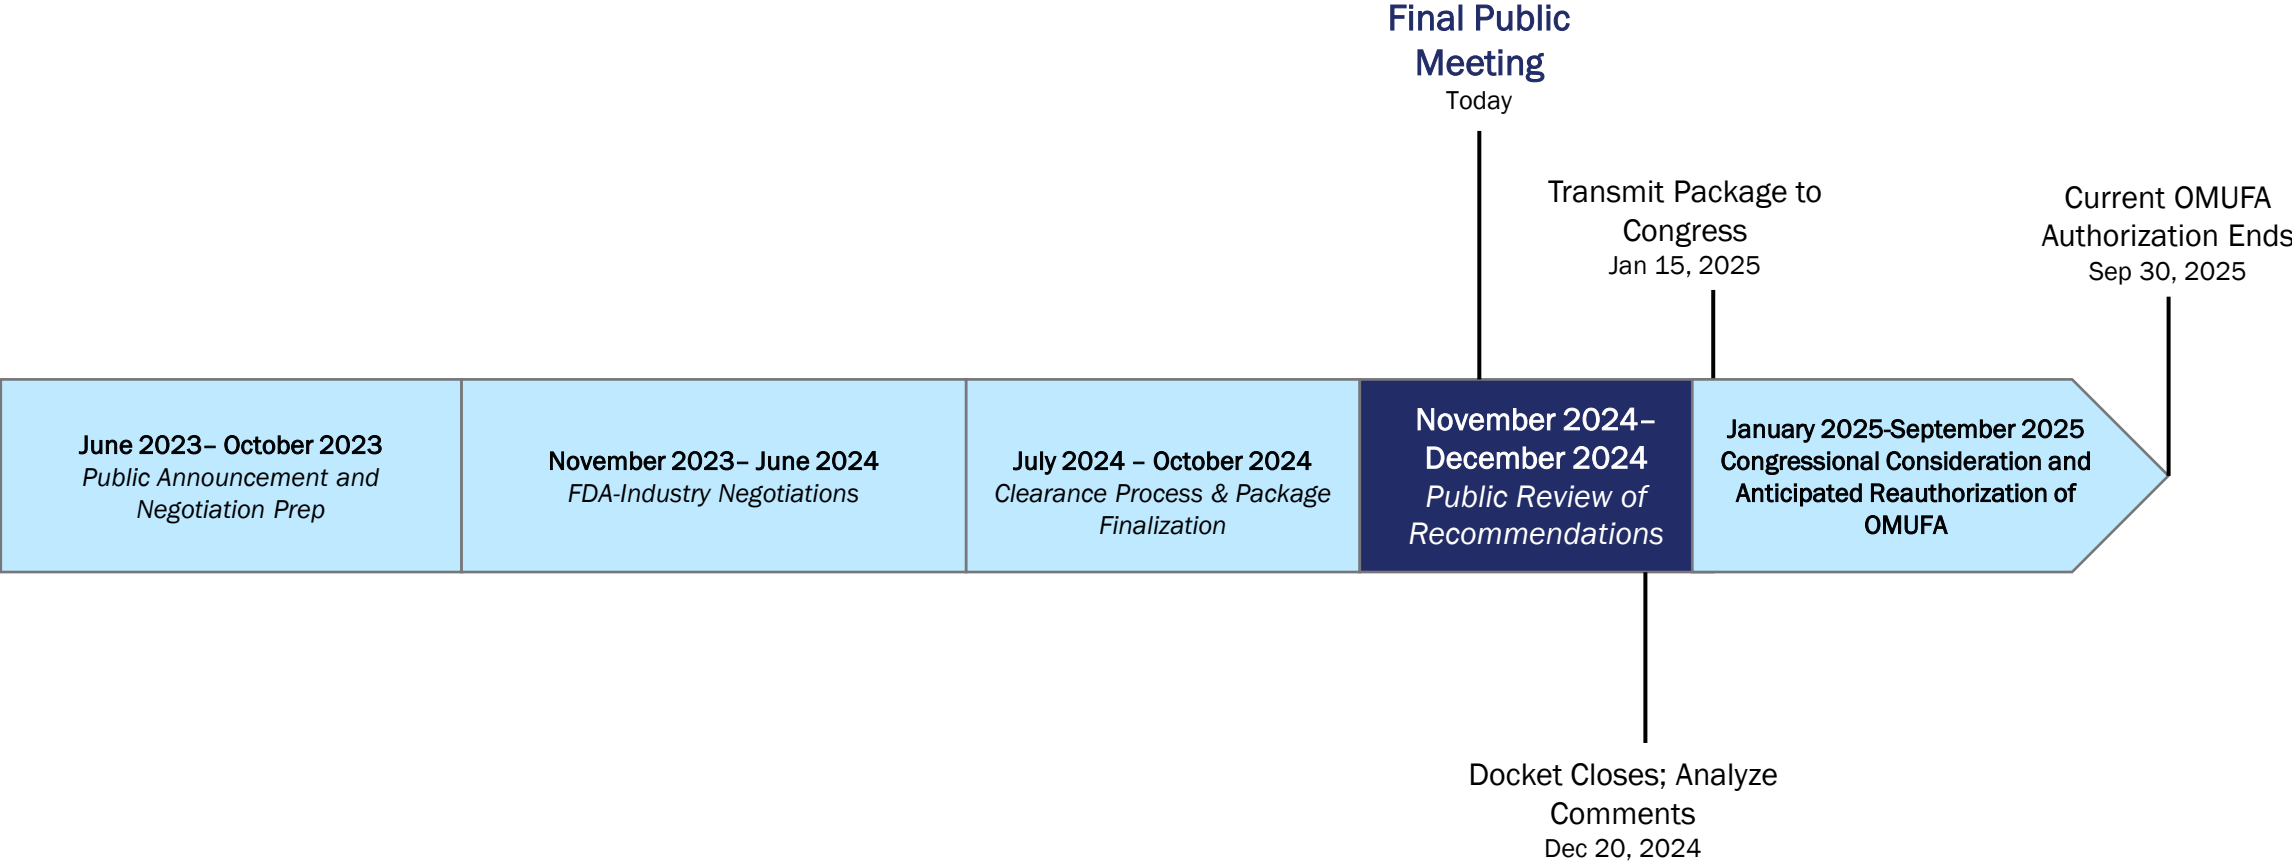 Final Public
Meeting
Today
Transmit Package to
Congress
Jan 15, 2025
Current OMUFA
Authorization Ends
Sep 30, 2025
June 2023– October 2023
Public Announcement and
Negotiation Prep
November 2023– June 2024
FDA-Industry Negotiations
July 2024 – October 2024
Clearance Process & Package
Finalization
November 2024–
December 2024
Public Review of
Recommendations
January 2025-September 2025
Congressional Consideration and
Anticipated Reauthorization of
OMUFA
Docket Closes; Analyze
Comments
Dec 20, 2024